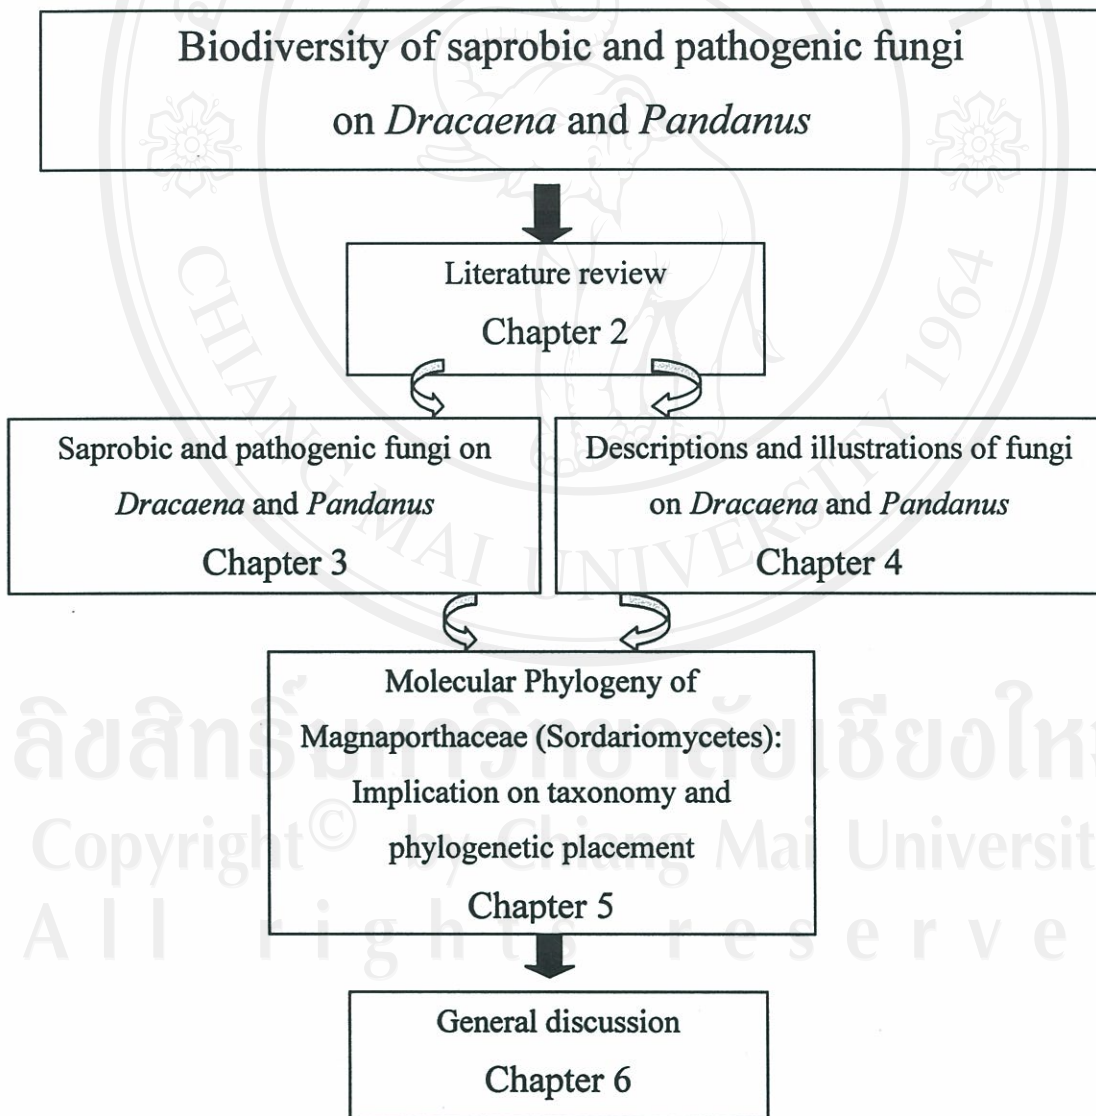 Biodiversity of saprobic and pathogenic fungi
on Dracaena and Pandanus
Literature review
Chapter 2
Saprobic and pathogenic fungi on
Dracaena and Pandanus
Chapter 3
Descriptions and illustrations of fungi
on Dracaena and Pandanus
Chapter 4
Molecular Phylogeny of
Magnaporthaceae (Sordariomycetes):
Implication on taxonomy and
phylogenetic placement
Chapter 5
General discussion
Chapter 6
CHIANG MAI UNIVERSITY 1964
ลิขสิทธิ์มหาวิทยาลัยเชียงให
Copyright© by Chiang Mai Universit
All rights reserve